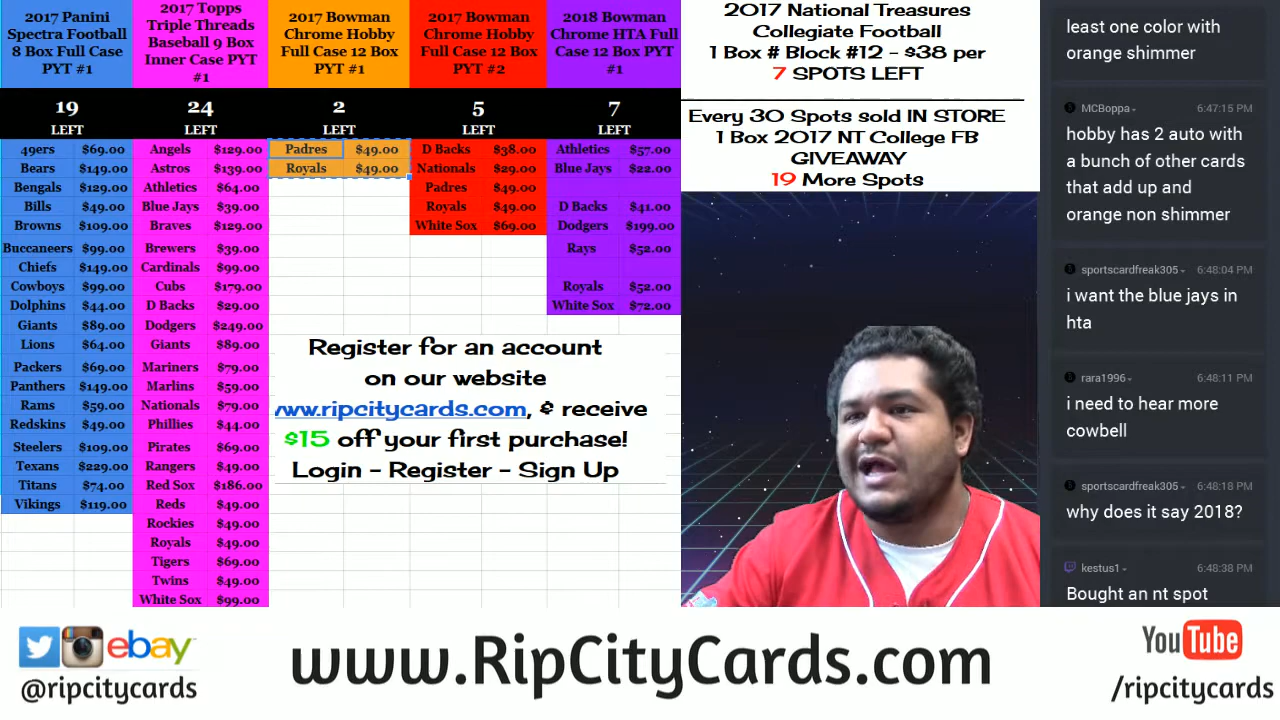 2017 Panini
Spectra Football
8 Box Full Case
PYT #1
19
LEFT
49ers $69.00
Bears $149.00
Bengals $129.00
Bills $49.00
Browns $109.00
Buccaneers $99.00
Chiefs $149.00
Cowboys $99.00
Dolphins $44.00
Giants $89.00
Lions $64.00
Packers $69.00
Panthers $149.00
Rams $59.00
Redskins $49.00
Steelers $109.00
Texans $229.00
Titans $74.00
Vikings $119.00
2017 Topps
Triple Threads
Baseball 9 Box
Inner Case PYT
#1
24
LEFT
Angels $129.00
Astros $139.00
Athletics $64.00
Blue Jays $39.00
Braves $129.00
Brewers $39.00
Cardinals $99.00
Cubs $179.00
D Backs $29.00
Dodgers $249.00
Giants $89.00
Mariners $79.00
Marlins $59.00
Nationals $79.00
Phillies $44.00
Pirates $69.00
Rangers $49.00
Red Sox $186.00
Reds $49.00
Rockies $49.00
Royals $49.00
Tigers $69.00
Twins $49.00
White Sox $99.00
2017 Bowman
Chrome Hobby
Full Case 12 Box
PYT #1
2
LEFT
Padres $49.00
Royals $49.00
2017 Bowman
Chrome Hobby
Full Case 12 Box
PYT #2
5
LEFT
D Backs $38.00
Nationals $29.00
Padres $49.00
Royals $49.00
White Sox $69.00
2018 Bowman
Chrome HTA Full
Case 12 Box PYT
#1
7
LEFT
Athletics $57.00
Blue Jays $22.00
D Backs $41.00
Dodgers $199.00
Rays $52.00
Royals $52.00
White Sox $72.00
Register for an account
on our website
www.ripcitycards.com, & receive
$15 off your first purchase!
Login - Register - Sign Up
2017 National Treasures
Collegiate Football
1 Box # Block #12 - $38 per
7 SPOTS LEFT
Every 30 Spots sold IN STORE
1 Box 2017 NT College FB
GIVEAWAY
19 More Spots
least one color with
orange shimmer
MCBoppa 6:47:15 PM
hobby has 2 auto with
a bunch of other cards
that add up and
orange non shimmer
sportscardfreak305 6:48:04 PM
i want the blue jays in
hta
rara1996 6:48:11 PM
i need to hear more
cowbell
sportscardfreak305 6:48:18 PM
why does it say 2018?
kestus1 6:48:38 PM
Bought an nt spot
ebay
@ripcitycards
www.RipCityCards.com
YouTube
/ripcitycards